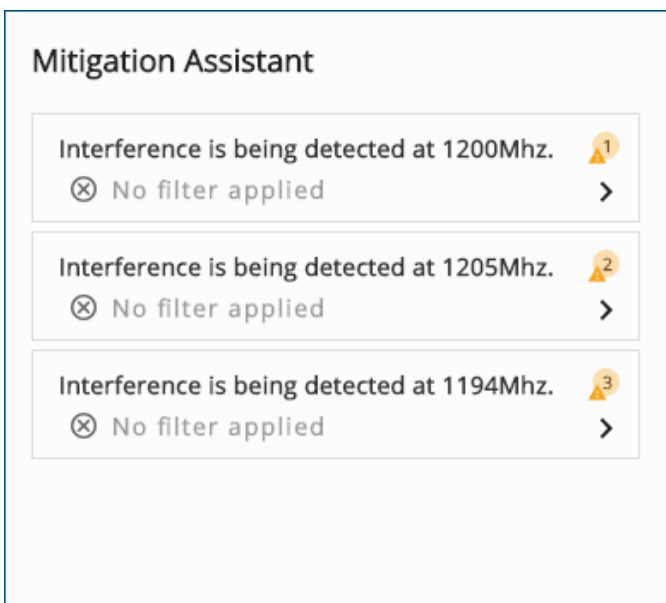 Mitigation Assistant
Interference is being detected at 1200Mhz. 1
No filter applied
Interference is being detected at 1205Mhz. 2
No filter applied
Interference is being detected at 1194Mhz. 3
No filter applied